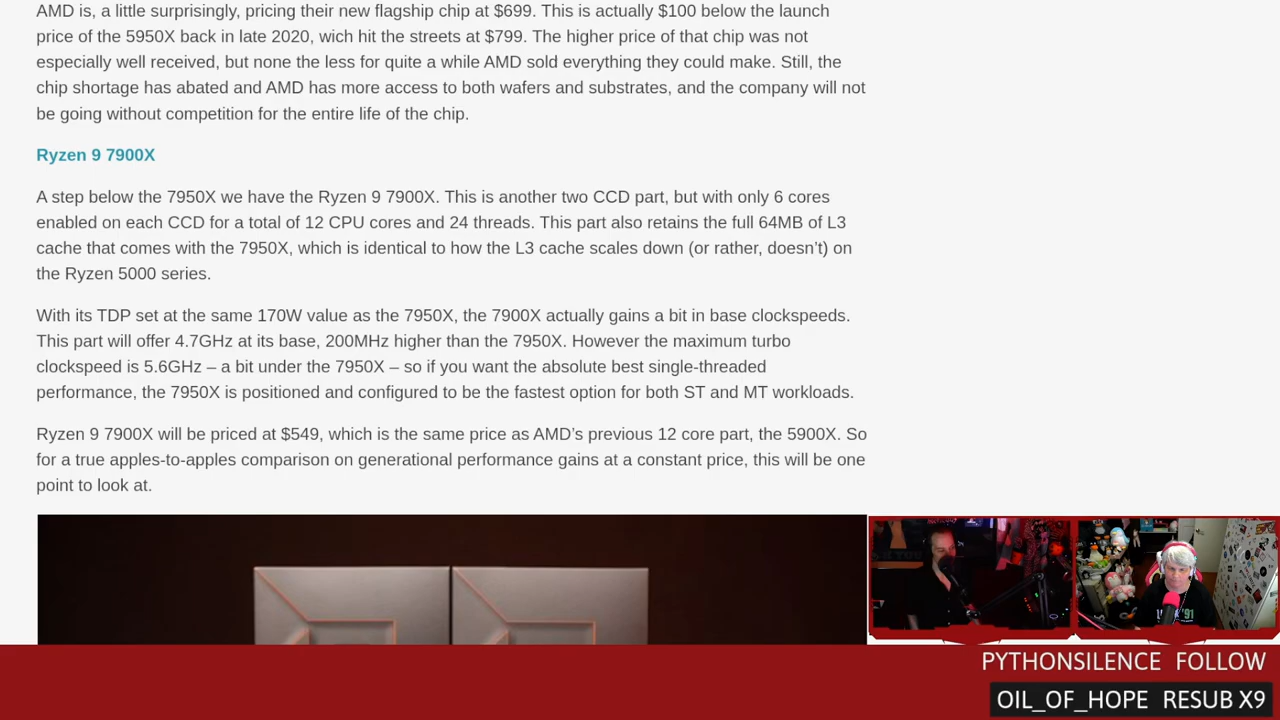 AMD is, a little surprisingly, pricing their new flagship chip at $699. This is actually $100 below the launch
price of the 5950X back in late 2020, wich hit the streets at $799. The higher price of that chip was not
especially well received, but none the less for quite a while AMD sold everything they could make. Still, the
chip shortage has abated and AMD has more access to both wafers and substrates, and the company will not
be going without competition for the entire life of the chip.
Ryzen 9 7900X
A step below the 7950X we have the Ryzen 9 7900X. This is another two CCD part, but with only 6 cores
enabled on each CCD for a total of 12 CPU cores and 24 threads. This part also retains the full 64MB of L3
cache that comes with the 7950X, which is identical to how the L3 cache scales down (or rather, doesn’t) on
the Ryzen 5000 series.
With its TDP set at the same 170W value as the 7950X, the 7900X actually gains a bit in base clockspeeds.
This part will offer 4.7GHz at its base, 200MHz higher than the 7950X. However the maximum turbo
clockspeed is 5.6GHz – a bit under the 7950X – so if you want the absolute best single-threaded
performance, the 7950X is positioned and configured to be the fastest option for both ST and MT workloads.
Ryzen 9 7900X will be priced at $549, which is the same price as AMD’s previous 12 core part, the 5900X. So
for a true apples-to-apples comparison on generational performance gains at a constant price, this will be one
point to look at.
PYTHONSILENCE FOLLOW
OIL_OF_HOPE RESUB X9